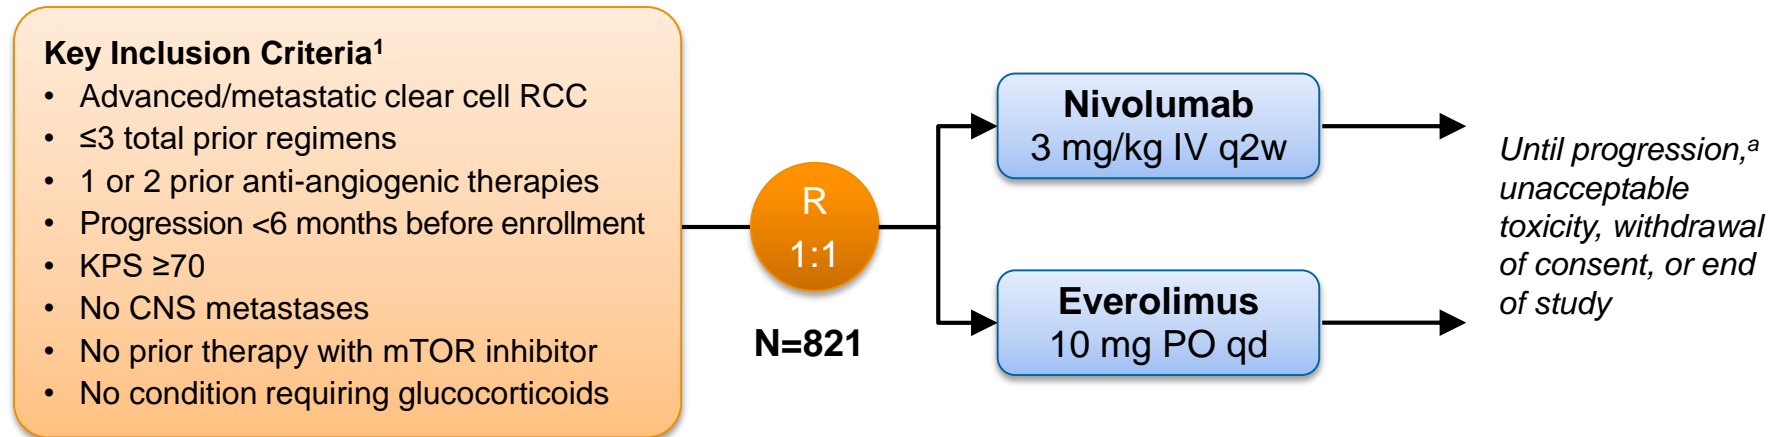 Key Inclusion Criteria¹
• Advanced/metastatic clear cell RCC
• ≤3 total prior regimens
• 1 or 2 prior anti-angiogenic therapies
• Progression <6 months before enrollment
• KPS ≥70
• No CNS metastases
• No prior therapy with mTOR inhibitor
• No condition requiring glucocorticoids
R
1:1
N=821
Nivolumab
3 mg/kg IV q2w
Everolimus
10 mg PO qd
Until progression,ᵃ
unacceptable
toxicity, withdrawal
of consent, or end
of study